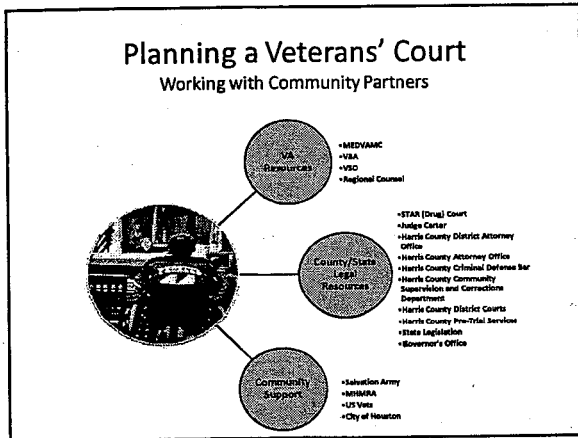 Planning a Veterans' Court
Working with Community Partners
VA
Resources
•MEDVAMC
•VBA
•VSO
•Regional Counsel
County/State
Legal
Resources
•STAR (Drug) Court
•Judge Carter
•Harris County District Attorney
Office
•Harris County Attorney Office
•Harris County Criminal Defense Bar
•Harris County Community
Supervision and Corrections
Department
•Harris County District Courts
•Harris County Pre-Trial Services
•State Legislation
•Governor's Office
Community
Support
•Salvation Army
•MHMRA
•US Vets
•City of Houston